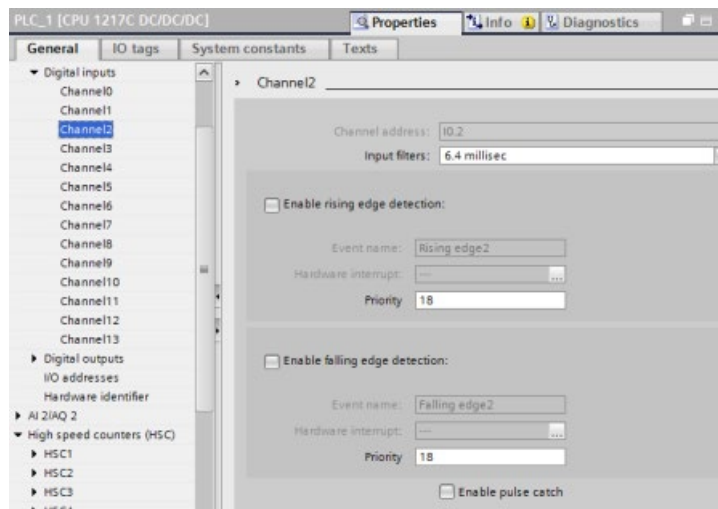 PLC_1 [CPU 1217C DC/DC/DC]
Properties
Info
Diagnostics
General
IO tags
System constants
Texts
Digital inputs
Channel0
Channel1
Channel2
Channel3
Channel4
Channel5
Channel6
Channel7
Channel8
Channel9
Channel10
Channel11
Channel12
Channel13
Digital outputs
I/O addresses
Hardware identifier
AI 2/AQ 2
High speed counters (HSC)
HSC1
HSC2
HSC3
Channel2
Channel address: I0.2
Input filters: 6.4 millisec
Enable rising edge detection:
Event name: Rising edge2
Hardware interrupt: ---
...
Priority 18
Enable falling edge detection:
Event name: Falling edge2
Hardware interrupt: ---
...
Priority 18
Enable pulse catch